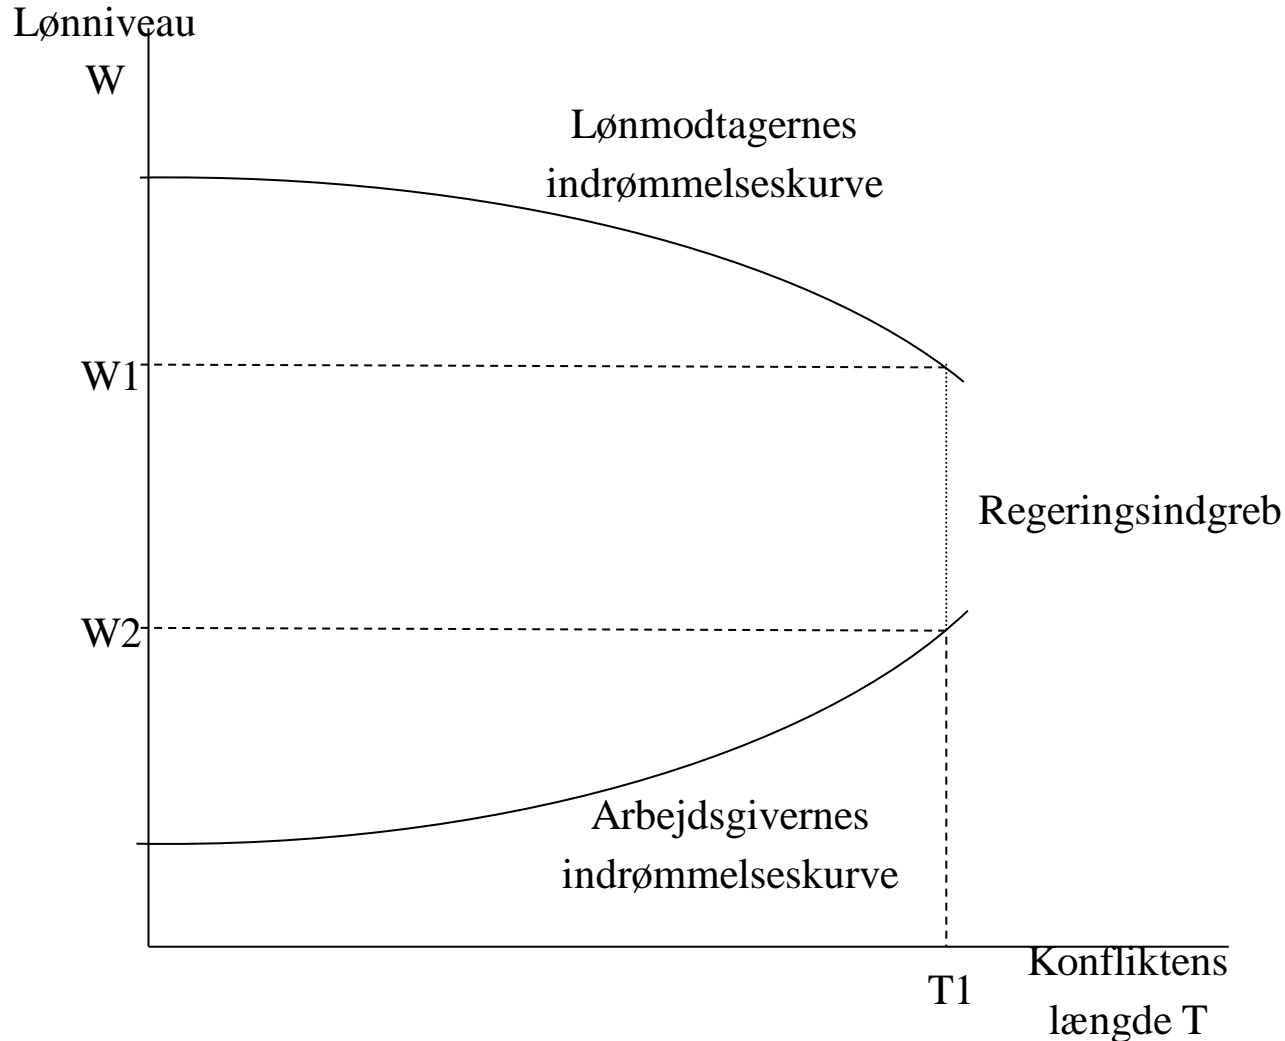 Lønniveau
W
Lønmodtagernes
indrømmelseskurve
W1
Regeringsindgreb
W2
Arbejdsgivernes
indrømmelseskurve
Konfliktens
T1
længde T